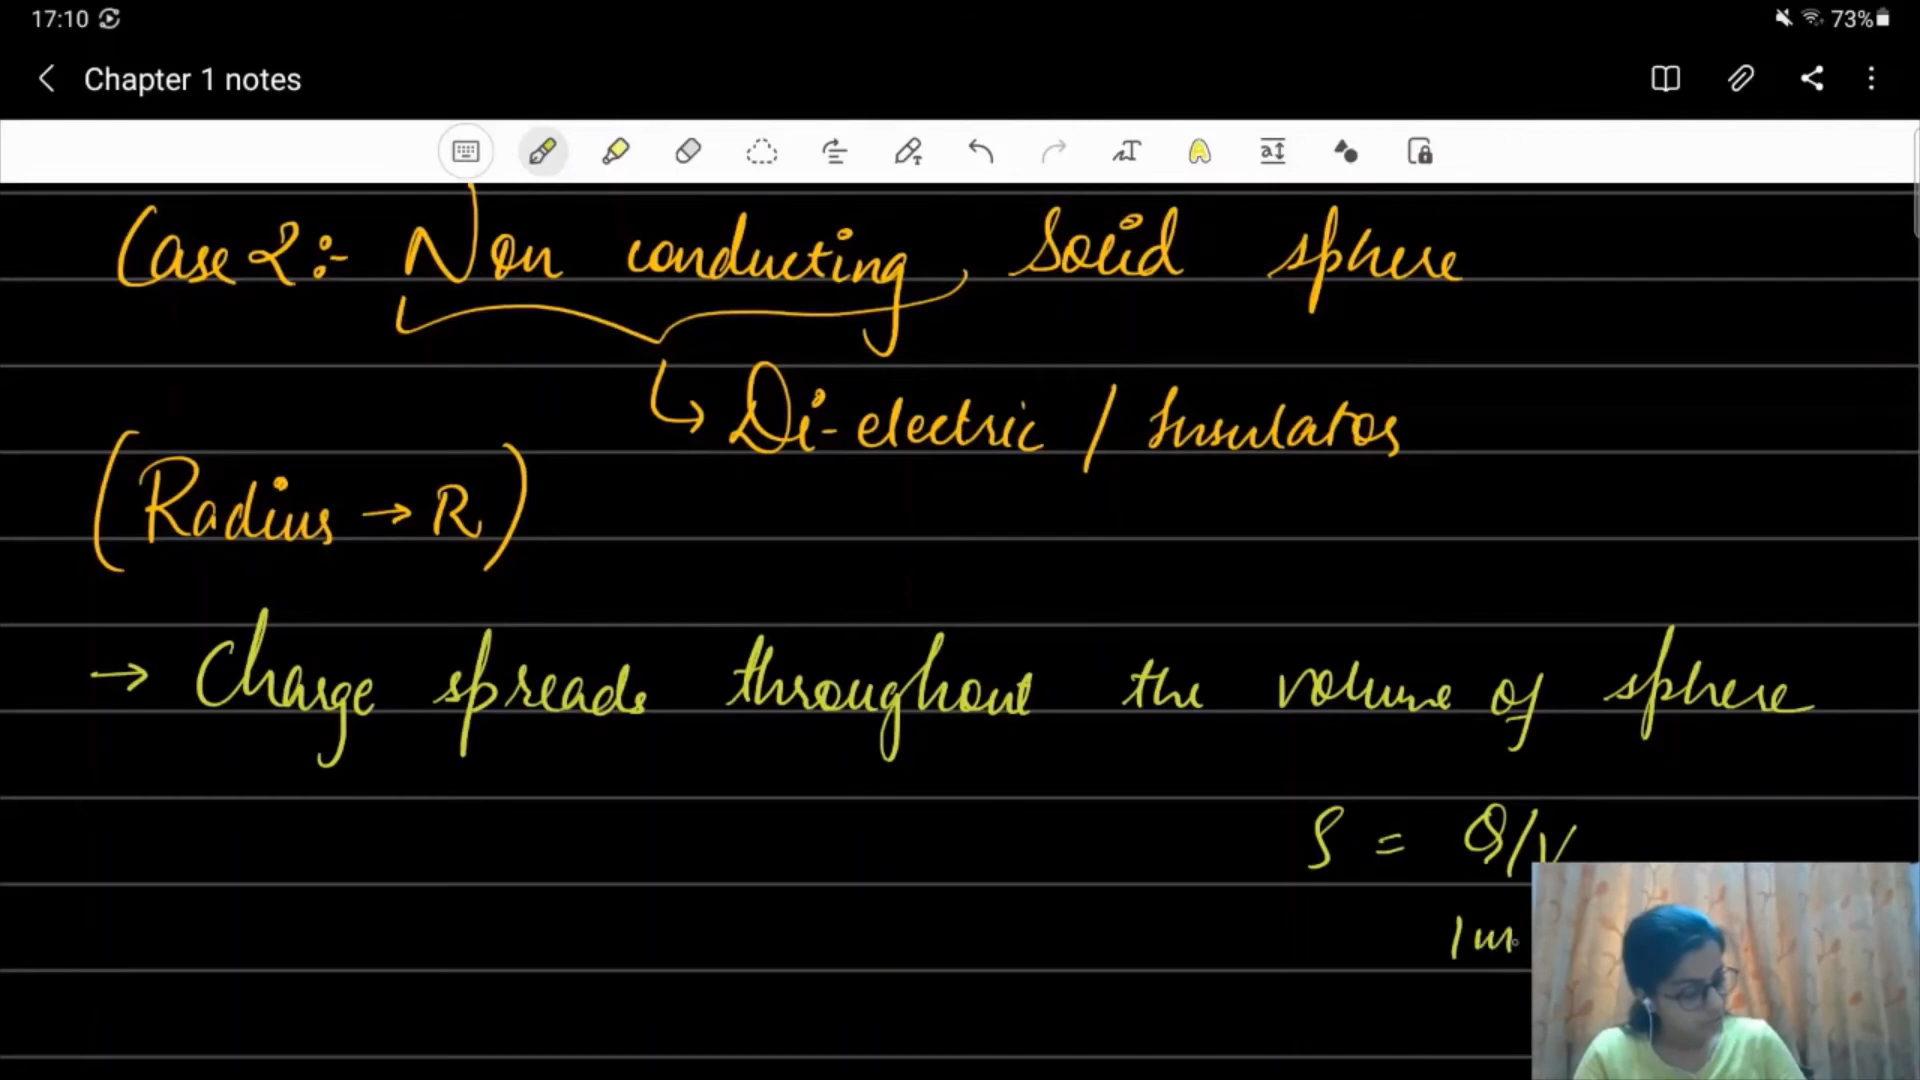 17:10
73%
Chapter 1 notes
Case 2:- Non conducting, Solid sphere
Di-electric / Insulator
(Radius → R)
→ Charge spreads throughout the volume of sphere
ρ = Q/V